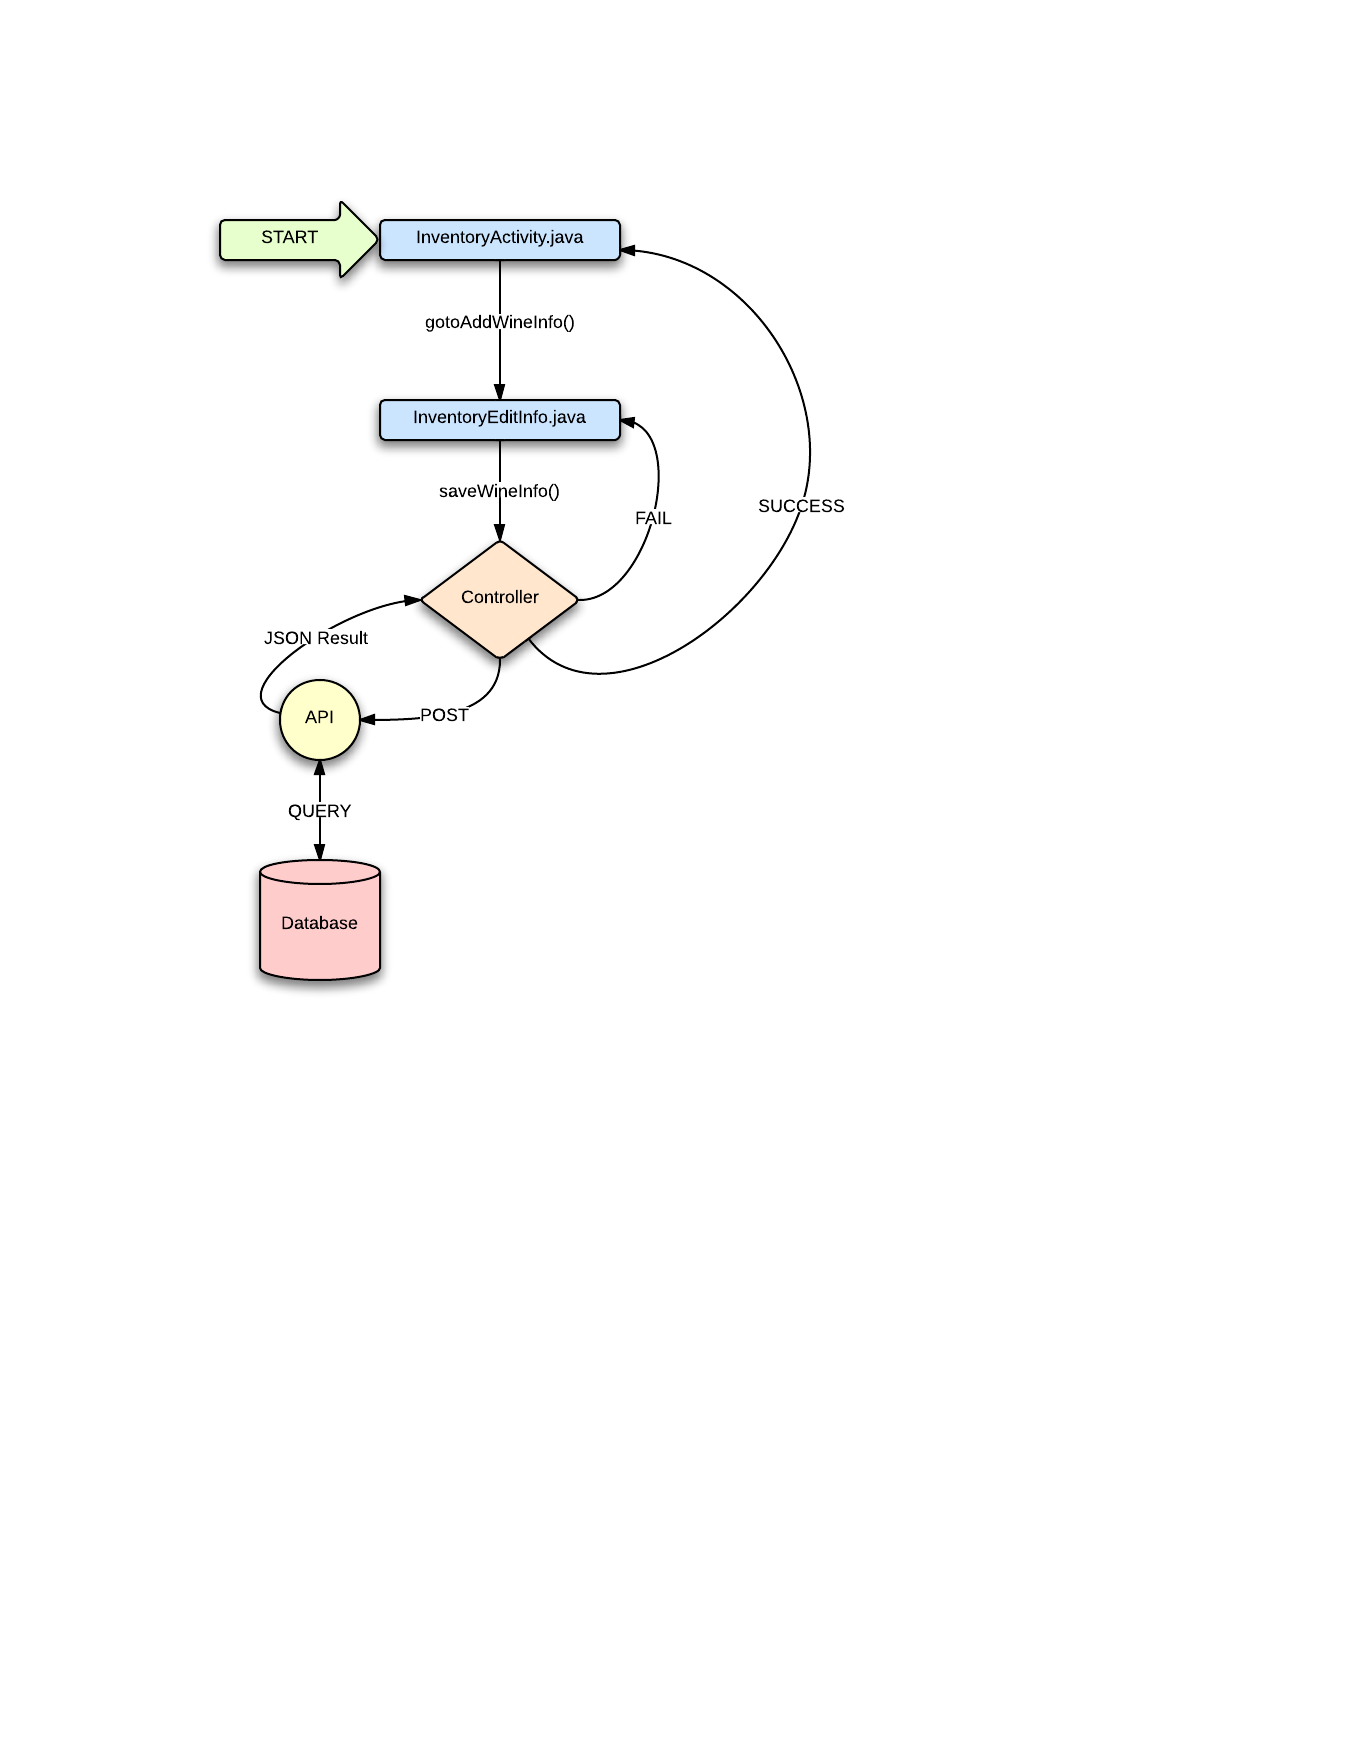 START
InventoryActivity.java
gotoAddWineInfo()
InventoryEditInfo.java
saveWineInfo()
SUCCESS
FAIL
Controller
JSON Result
API
POST
QUERY
Database